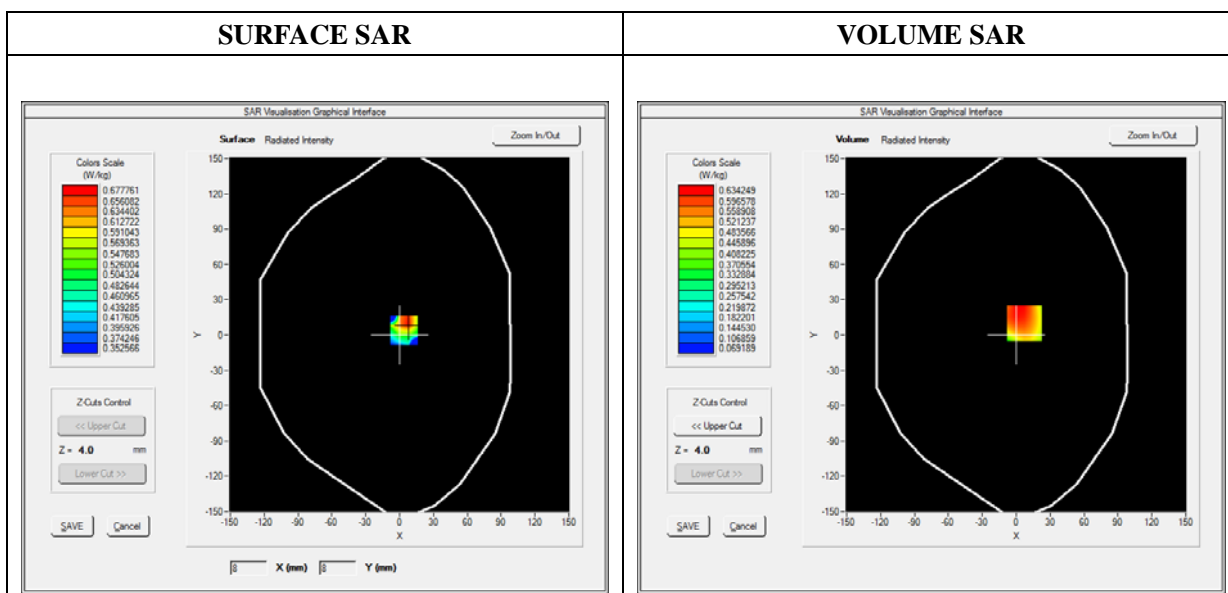 SURFACE SAR
VOLUME SAR
SAR Visualisation Graphical Interface
Surface Radiated Intensity
Zoom In/Out
Colors Scale
(W/kg)
0.677761
0.656082
0.634402
0.612722
0.591043
0.569363
0.547683
0.526004
0.504324
0.482644
0.460965
0.439285
0.417605
0.395926
0.374246
0.352566
Z-Cuts Control
<< Upper Cut
Z = 4.0 mm
Lower Cut >>
SAVE Cancel
150
120
90
60
30
0
-30
-60
-90
-120
-150
Y
-150 -120 -90 -60 -30 0 30 60 90 120 150
X
8 X (mm) 8 Y (mm)
SAR Visualisation Graphical Interface
Volume Radiated Intensity
Zoom In/Out
Colors Scale
(W/kg)
0.634249
0.596578
0.558908
0.521237
0.483566
0.445896
0.408225
0.370554
0.332884
0.295213
0.257542
0.219872
0.182201
0.144530
0.106859
0.069189
Z-Cuts Control
<< Upper Cut
Z = 4.0 mm
Lower Cut >>
SAVE Cancel
150
120
90
60
30
0
-30
-60
-90
-120
-150
Y
-150 -120 -90 -60 -30 0 30 60 90 120 150
X